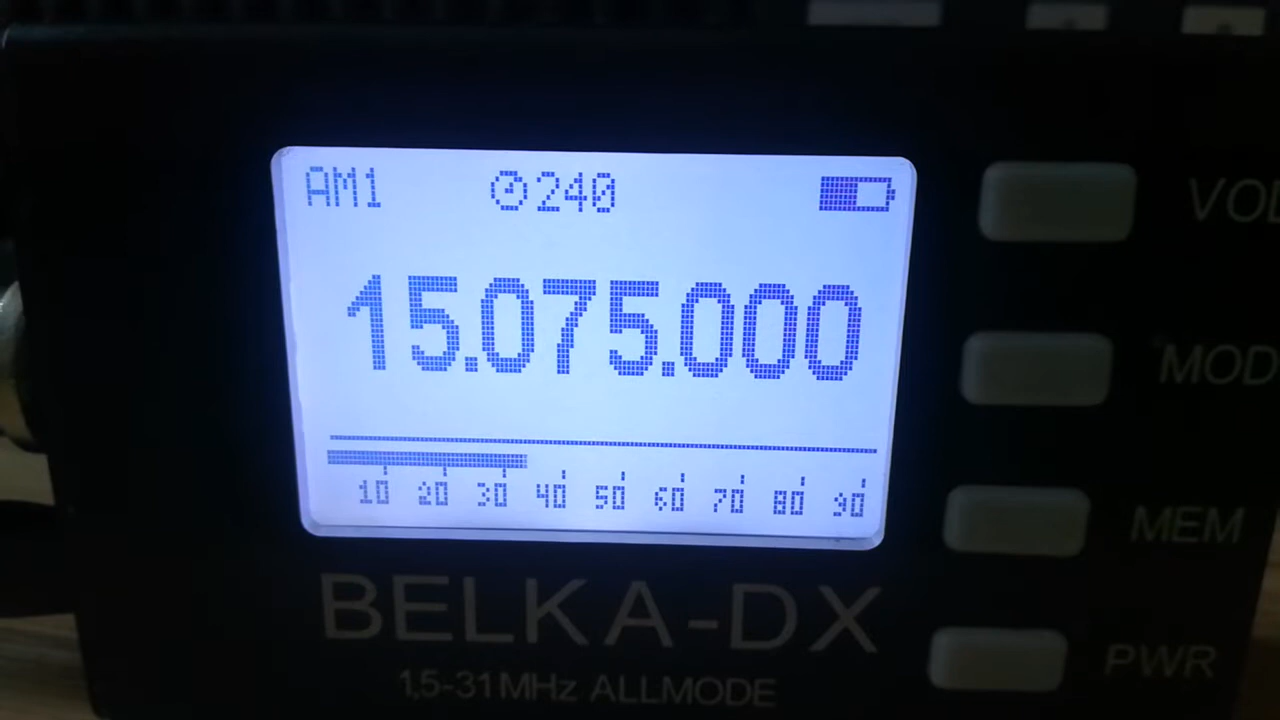 AM1 240
15.075.000
10 20 30 40 50 60 70 80 90
BELKA-DX
1,5-31MHz ALLMODE
VOL
MOD
MEM
PWR